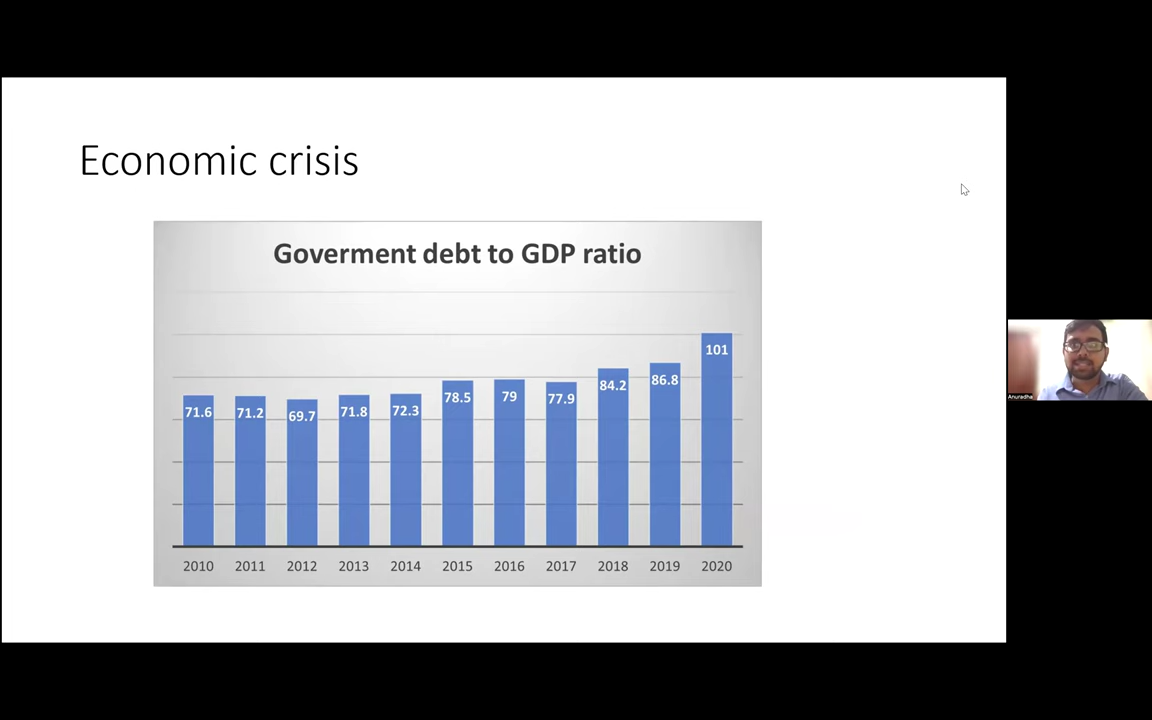 Economic crisis
Goverment debt to GDP ratio
71.6 71.2 69.7 71.8 72.3 78.5 79 77.9 84.2 86.8 101
2010 2011 2012 2013 2014 2015 2016 2017 2018 2019 2020
Anuradha